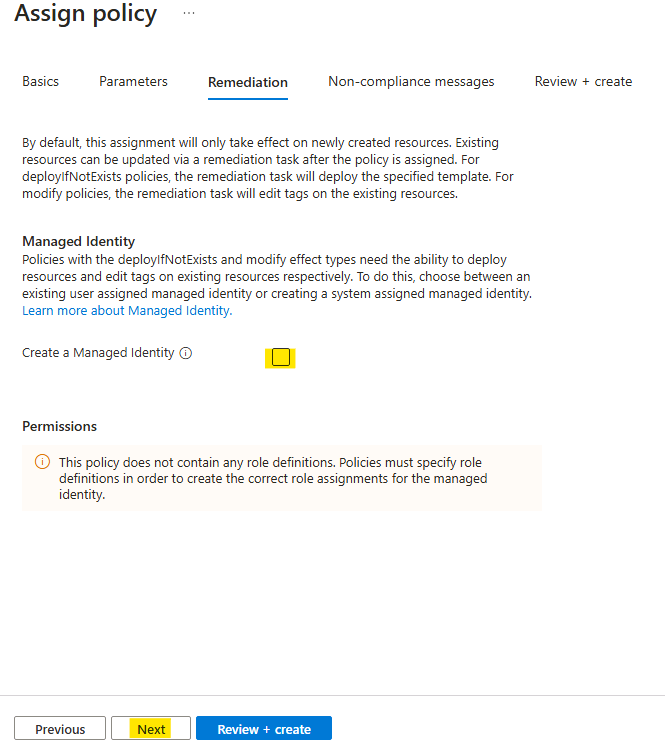 Assign policy ...
Basics Parameters Remediation Non-compliance messages Review + create
By default, this assignment will only take effect on newly created resources. Existing
resources can be updated via a remediation task after the policy is assigned. For
deployIfNotExists policies, the remediation task will deploy the specified template. For
modify policies, the remediation task will edit tags on the existing resources.
Managed Identity
Policies with the deployIfNotExists and modify effect types need the ability to deploy
resources and edit tags on existing resources respectively. To do this, choose between an
existing user assigned managed identity or creating a system assigned managed identity.
Learn more about Managed Identity.
Create a Managed Identity
Permissions
This policy does not contain any role definitions. Policies must specify role
definitions in order to create the correct role assignments for the managed
identity.
Previous Next Review + create